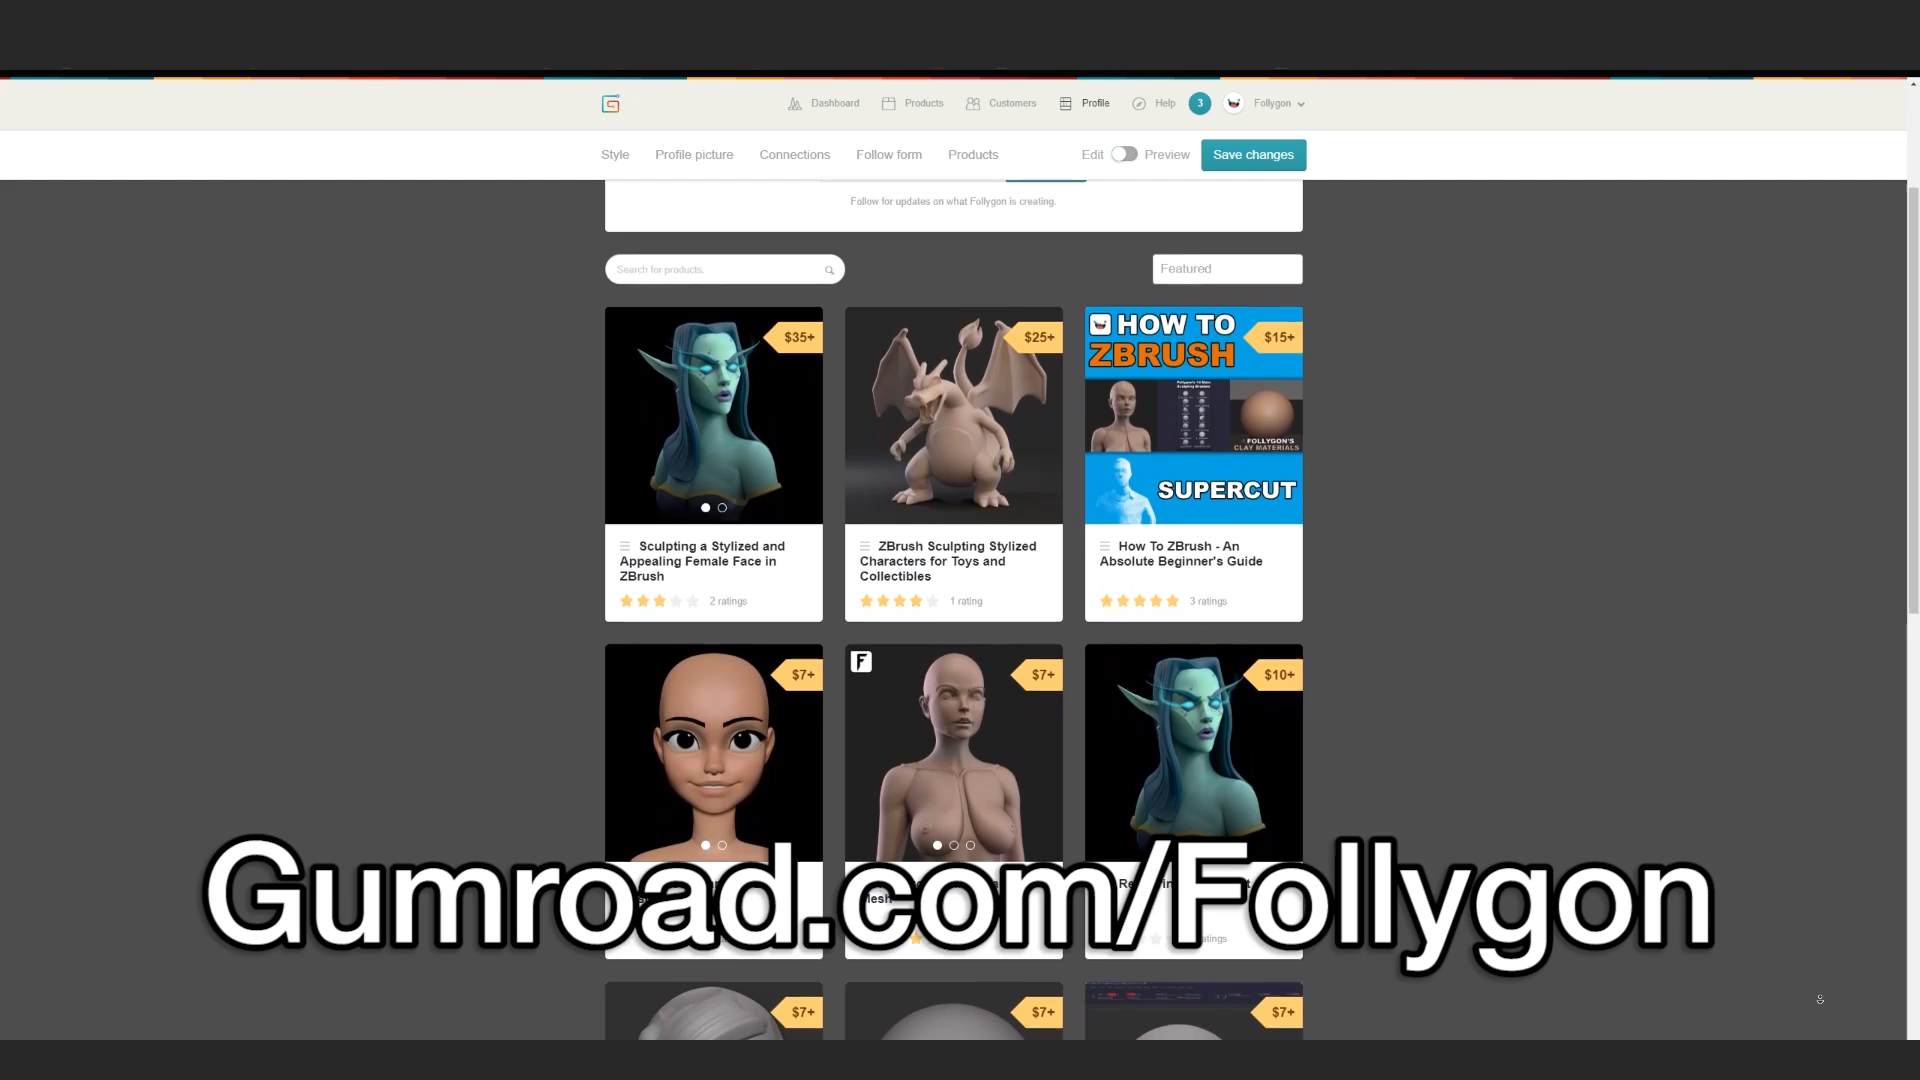 Dashboard Products Customers Profile Help 3 Follygon
Style Profile picture Connections Follow form Products Edit Preview Save changes
Follow for updates on what Follygon is creating.
Search for products. Featured
$35+
$25+
HOW TO
ZBRUSH
$15+
FOLLYGON'S
CLAY MATERIALS
SUPERCUT
Sculpting a Stylized and
Appealing Female Face in
ZBrush
2 ratings
ZBrush Sculpting Stylized
Characters for Toys and
Collectibles
1 rating
How To ZBrush - An
Absolute Beginner's Guide
3 ratings
$7+
F
$7+
$10+
Gumroad.com/Follygon
$7+
$7+
$7+